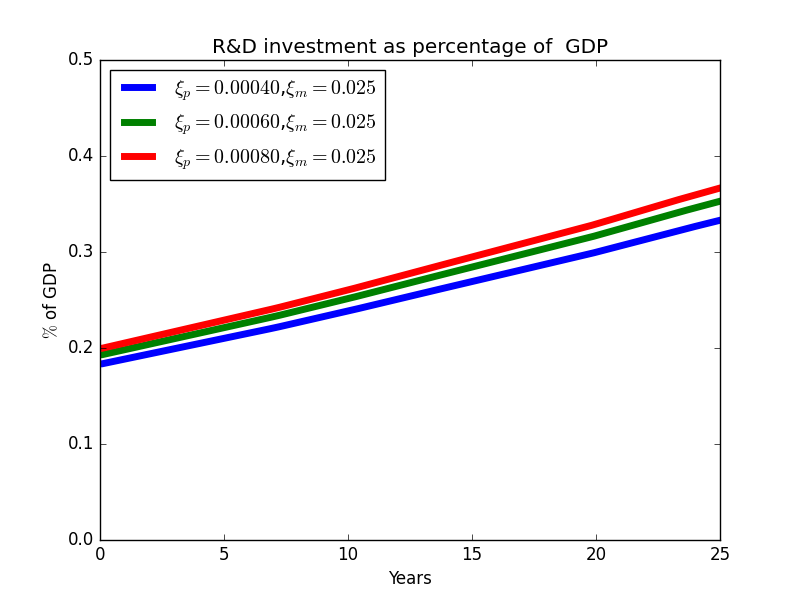 R&D investment as percentage of  GDP
0.5
ξp = 0.00040,ξm = 0.025
ξp = 0.00060,ξm = 0.025
ξp = 0.00080,ξm = 0.025
0.4
0.3
% of GDP
0.2
0.1
0.0
0 5 10 15 20 25
Years